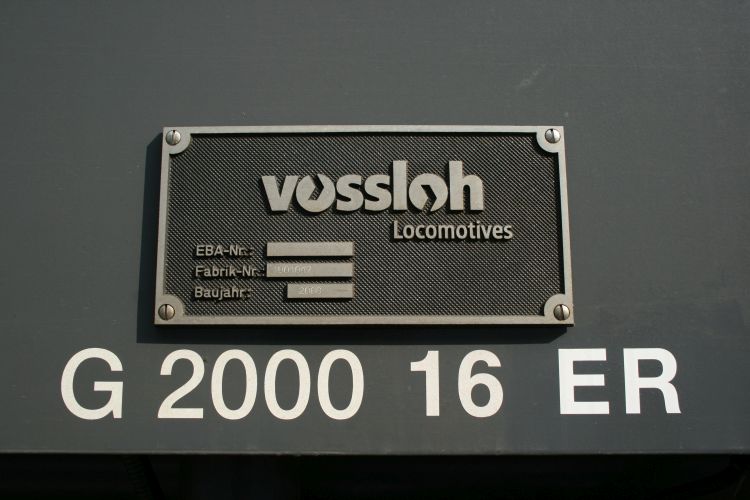 vossloh
Locomotives
EBA-Nr.:
Fabrik-Nr.:
Baujahr:
G 2000 16 ER